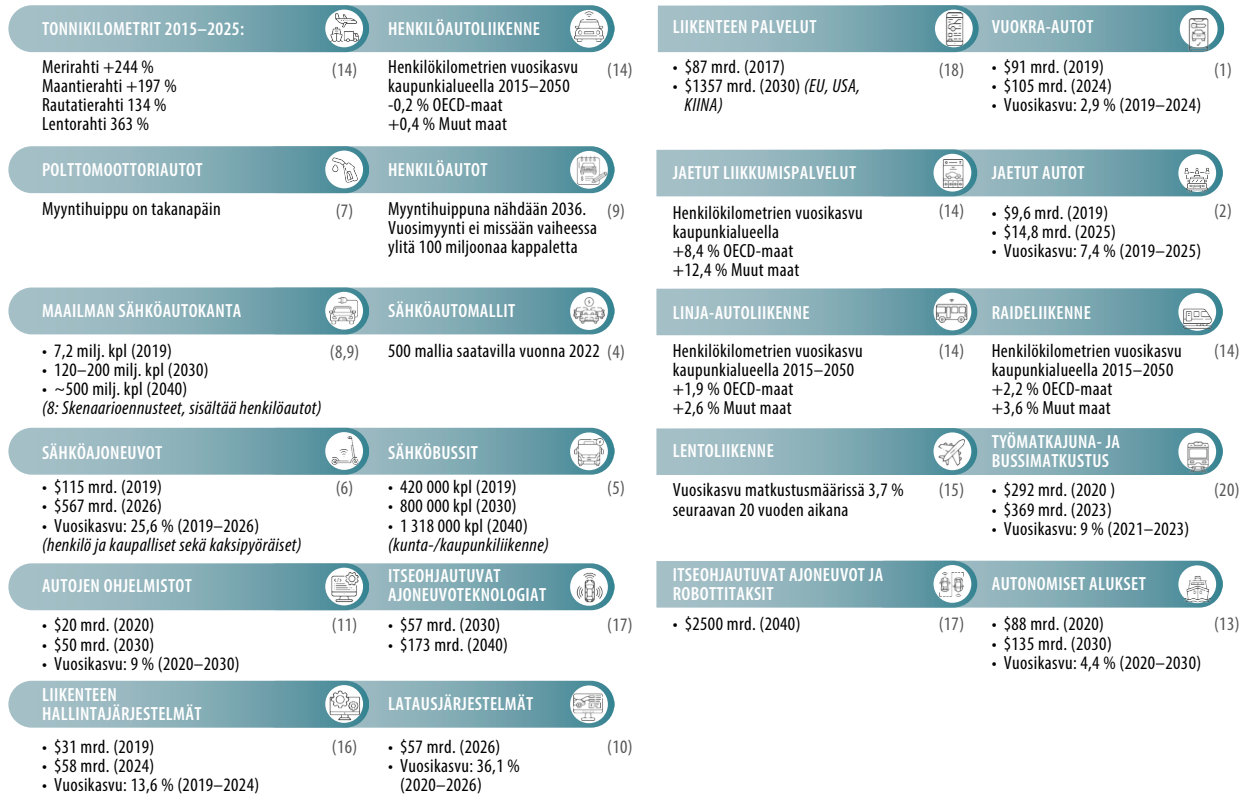 TONNIKILOMETRIT 2015–2025:
Merirahti +244 %
(14)
Maantierahti +197 %
Rautatierahti 134 %
Lentorahti 363 %
HENKILÖAUTOLIIKENNE
Henkilökilometrien vuosikasvu
(14)
kaupunkialueella 2015–2050
-0,2 % OECD-maat
+0,4 % Muut maat
LIIKENTEEN PALVELUT
• $87 mrd. (2017)
(18)
• $1357 mrd. (2030) (EU, USA,
KIINA)
VUOKRA-AUTOT
• $91 mrd. (2019)
(1)
• $105 mrd. (2024)
• Vuosikasvu: 2,9 % (2019–2024)
POLTTOMOOTTORIAUTOT
Myyntihuippu on takanapäin
(7)
HENKILÖAUTOT
Myyntihuippuna nähdään 2036.
(9)
Vuosimyynti ei missään vaiheessa
ylitä 100 miljoonaa kappaletta
JAETUT LIIKKUMISPALVELUT
Henkilökilometrien vuosikasvu
(14)
kaupunkialueella
+8,4 % OECD-maat
+12,4 % Muut maat
JAETUT AUTOT
• $9,6 mrd. (2019)
(2)
• $14,8 mrd. (2025)
• Vuosikasvu: 7,4 % (2019–2025)
MAAILMAN SÄHKÖAUTOKANTA
• 7,2 milj. kpl (2019)
(8,9)
• 120–200 milj. kpl (2030)
• ~500 milj. kpl (2040)
(8: Skenaarioennusteet, sisältää henkilöautot)
SÄHKÖAUTOMALLIT
500 mallia saatavilla vuonna 2022
(4)
LINJA-AUTOLIIKENNE
Henkilökilometrien vuosikasvu
(14)
kaupunkialueella 2015–2050
+1,9 % OECD-maat
+2,6 % Muut maat
RAIDELIIKENNE
Henkilökilometrien vuosikasvu
(14)
kaupunkialueella 2015–2050
+2,2 % OECD-maat
+3,6 % Muut maat
SÄHKÖAJONEUVOT
• $115 mrd. (2019)
(6)
• $567 mrd. (2026)
• Vuosikasvu: 25,6 % (2019–2026)
(henkilö ja kaupalliset sekä kaksipyöräiset)
SÄHKÖBUSSIT
• 420 000 kpl (2019)
(5)
• 800 000 kpl (2030)
• 1 318 000 kpl (2040)
(kunta-/kaupunkiliikenne)
LENTOLIIKENNE
Vuosikasvu matkustusmäärissä 3,7 %
(15)
seuraavan 20 vuoden aikana
TYÖMATKAJUNA- JA
BUSSIMATKUSTUS
• $292 mrd. (2020 )
(20)
• $369 mrd. (2023)
• Vuosikasvu: 9 % (2021–2023)
AUTOJEN OHJELMISTOT
• $20 mrd. (2020)
(11)
• $50 mrd. (2030)
• Vuosikasvu: 9 % (2020–2030)
ITSEOHJAUTUVAT
AJONEUVOTEKNOLOGIAT
• $57 mrd. (2030)
(17)
• $173 mrd. (2040)
ITSEOHJAUTUVAT AJONEUVOT JA
ROBOTTITAKSIT
• $2500 mrd. (2040)
(17)
AUTONOMISET ALUKSET
• $88 mrd. (2020)
(13)
• $135 mrd. (2030)
• Vuosikasvu: 4,4 % (2020–2030)
LIIKENTEEN
HALLINTAJÄRJESTELMÄT
• $31 mrd. (2019)
(16)
• $58 mrd. (2024)
• Vuosikasvu: 13,6 % (2019–2024)
LATAUSJÄRJESTELMÄT
• $57 mrd. (2026)
(10)
• Vuosikasvu: 36,1 %
(2020–2026)